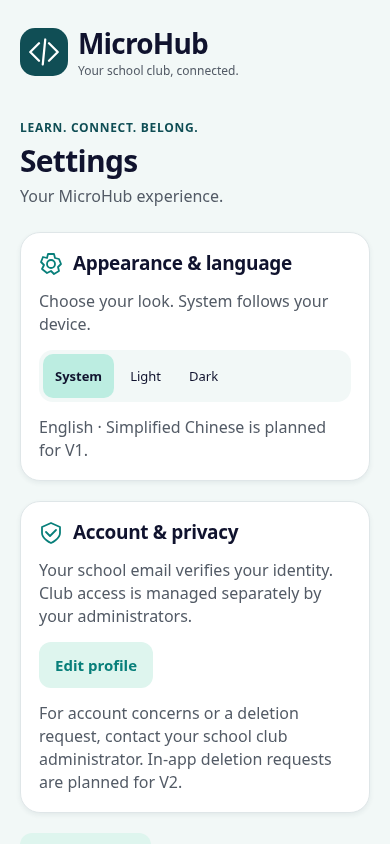 MicroHub
Your school club, connected.
LEARN. CONNECT. BELONG.
Settings
Your MicroHub experience.
Appearance & language
Choose your look. System follows your
device.
System Light Dark
English · Simplified Chinese is planned
for V1.
Account & privacy
Your school email verifies your identity.
Club access is managed separately by
your administrators.
Edit profile
For account concerns or a deletion
request, contact your school club
administrator. In-app deletion requests
are planned for V2.